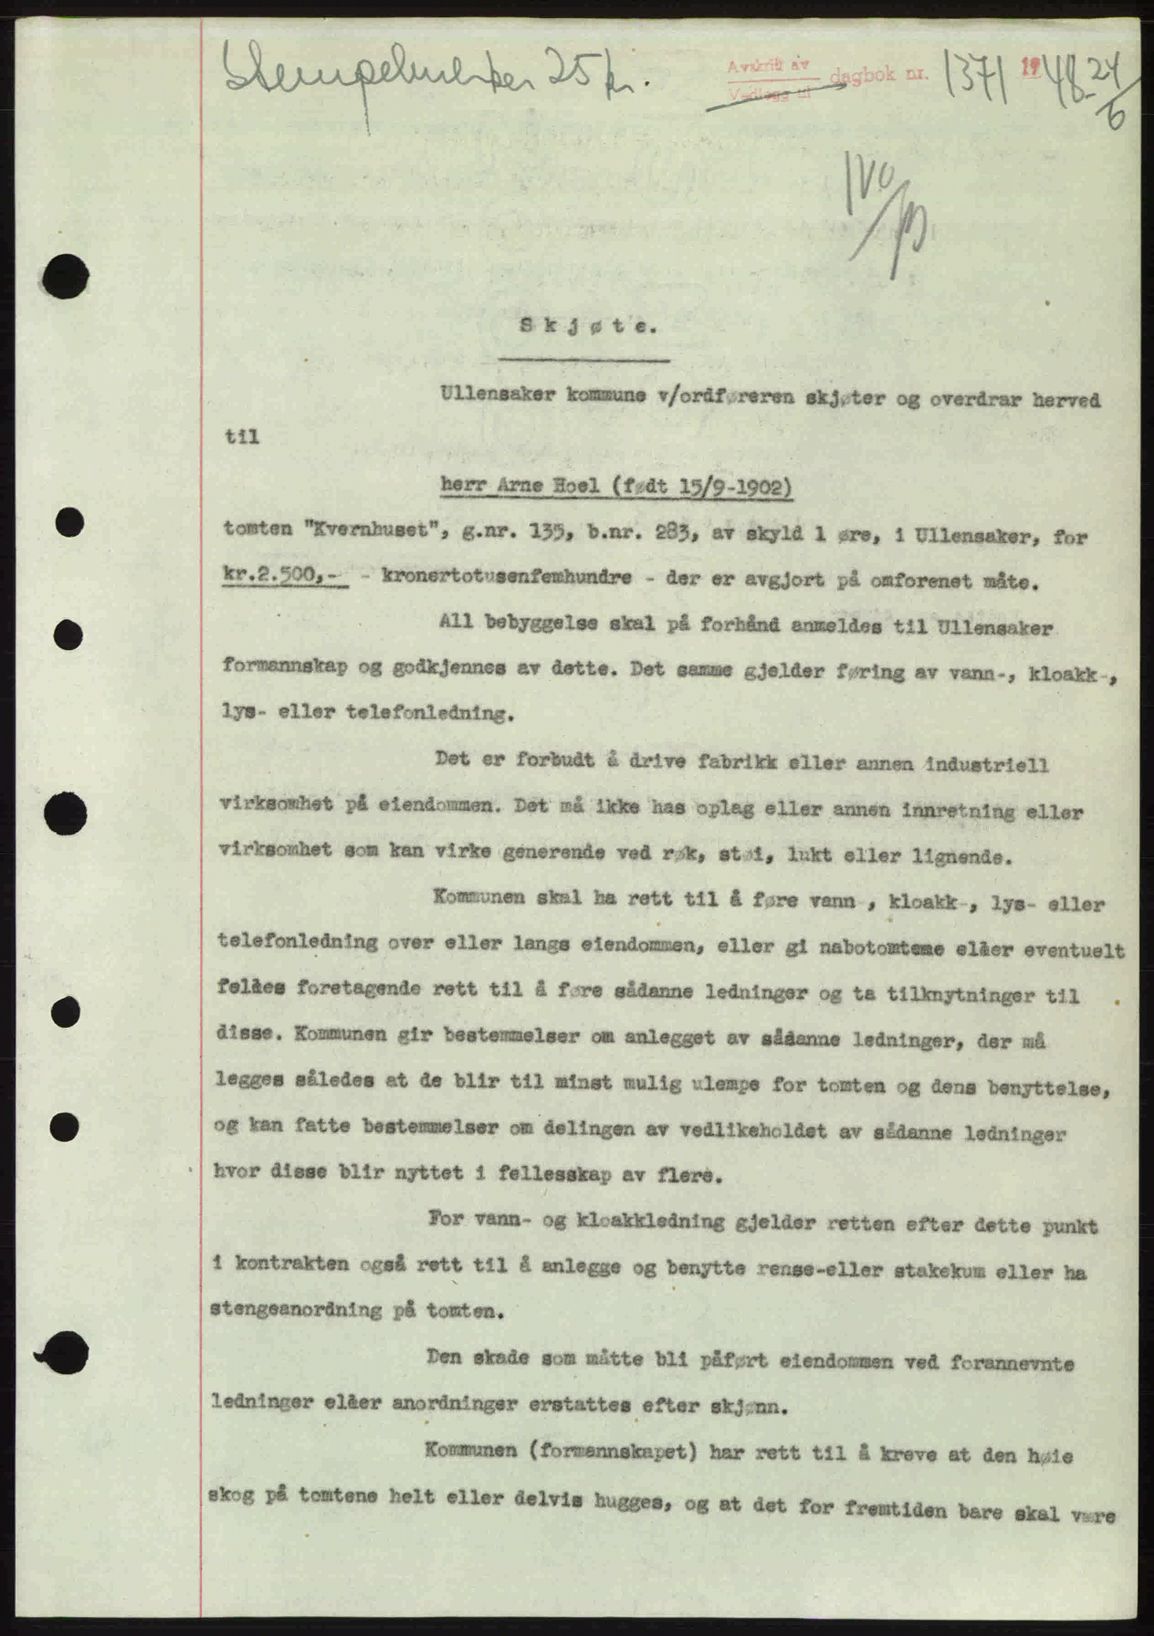 Stempelmerker 25 kr.
Avskrift av
Vedlegg til
dagbok nr. 1371 1948 24/6
Skjøte.
Ullensaker kommune v/ordføreren skjøter og overdrar herved
til
herr Arne Hoel (født 15/9-1902)
tomten "Kvernhuset", g.nr. 135, b.nr. 283, av skyld 1 øre, i Ullensaker, for
kr.2.500,- - kronertotusenfemhundre - der er avgjort på omforenet måte.
All bebyggelse skal på forhånd anmeldes til Ullensaker
formannskap og godkjennes av dette. Det samme gjelder føring av vann-, kloakk-,
lys- eller telefonledning.
Det er forbudt å drive fabrikk eller annen industriell
virksomhet på eiendommen. Det må ikke has oplag eller annen innretning eller
virksomhet som kan virke generende ved røk, støi, lukt eller lignende.
Kommunen skal ha rett til å føre vann , kloakk-, lys- eller
telefonledning over eller langs eiendommen, eller gi nabotomtene eller eventuelt
felles foretagende rett til å føre sådanne ledninger og ta tilknytninger til
disse. Kommunen gir bestemmelser om anlegget av sådanne ledninger, der må
legges således at de blir til minst mulig ulempe for tomten og dens benyttelse,
og kan fatte bestemmelser om delingen av vedlikeholdet av sådanne ledninger
hvor disse blir nyttet i fellesskap av flere.
For vann- og kloakkledning gjelder retten efter dette punkt
i kontrakten også rett til å anlegge og benytte rense-eller stakekum eller ha
stengeanordning på tomten.
Den skade som måtte bli påført eiendommen ved forannevnte
ledninger eller anordninger erstattes efter skjønn.
Kommunen (formannskapet) har rett til å kreve at den høie
skog på tomtene helt eller delvis hugges, og at det for fremtiden bare skal være